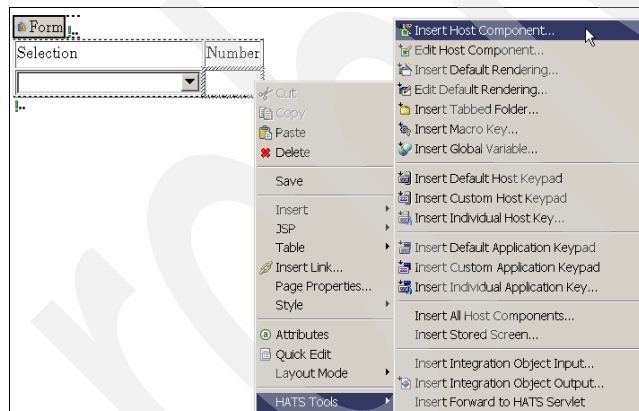 Form
Selection Number
Cut
Copy
Paste
Delete
Save
Insert
JSP
Table
Insert Link...
Page Properties...
Style
Attributes
Quick Edit
Layout Mode
HATS Tools
Insert Host Component...
Edit Host Component...
Insert Default Rendering...
Edit Default Rendering...
Insert Tabbed Folder...
Insert Macro Key...
Insert Global Variable...
Insert Default Host Keypad
Insert Custom Host Keypad
Insert Individual Host Key...
Insert Default Application Keypad
Insert Custom Application Keypad
Insert Individual Application Key...
Insert All Host Components...
Insert Stored Screen...
Insert Integration Object Input...
Insert Integration Object Output...
Insert Forward to HATS Servlet